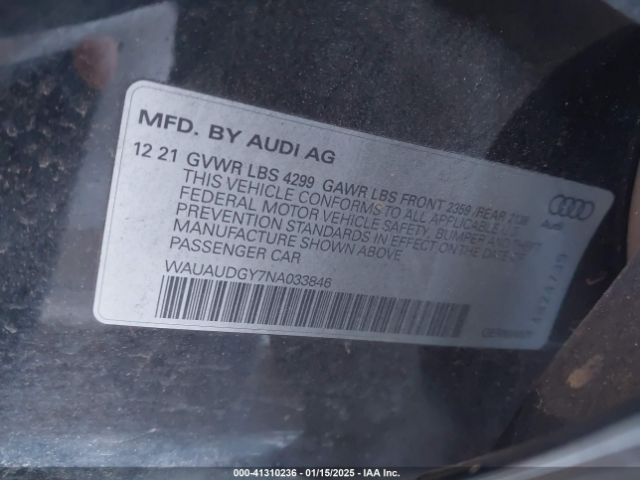 MFD. BY AUDI AG
12 21 GVWR LBS 4299 GAWR LBS FRONT 2359 /REAR 2138
THIS VEHICLE CONFORMS TO ALL APPLICABLE U.S.
FEDERAL MOTOR VEHICLE SAFETY, BUMPER AND THEFT
PREVENTION STANDARDS IN EFFECT ON THE DATE OF
MANUFACTURE SHOWN ABOVE
PASSENGER CAR
WAUAUDGY7NA033846
Audi
GERMANY
000-41310236 - 01/15/2025 - IAA Inc.